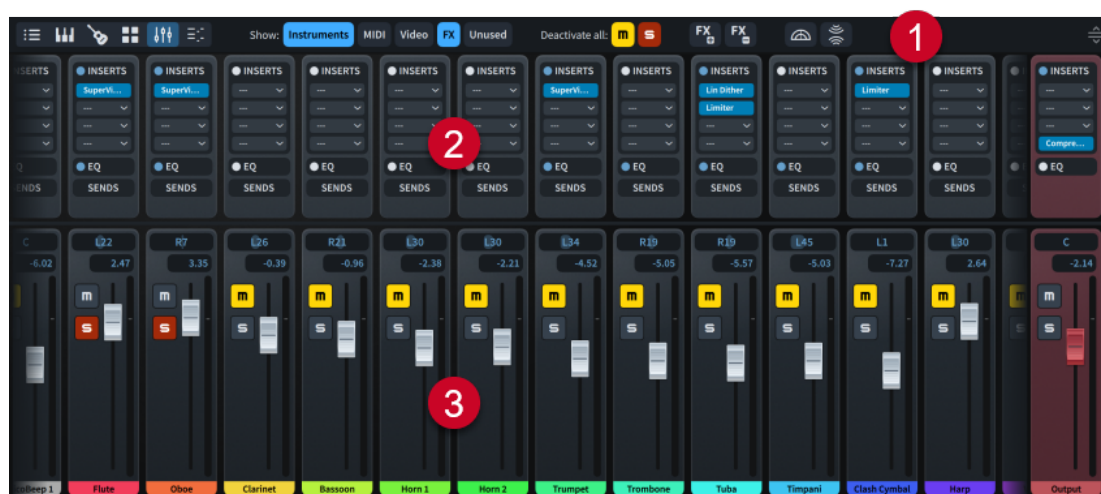 Show: Instruments MIDI Video FX Unused Deactivate all: m s FX FX 1
INSERTS INSERTS INSERTS INSERTS INSERTS INSERTS INSERTS INSERTS INSERTS INSERTS INSERTS INSERTS INSERTS
SuperVi... SuperVi... --- --- --- --- SuperVi... --- Lin Dither --- Limiter --- ---
--- --- --- --- --- --- --- --- Limiter --- --- --- ---
--- --- --- --- --- --- --- --- --- --- --- --- ---
--- --- --- --- --- 2 --- --- --- --- --- --- --- Compre...
EQ EQ EQ EQ EQ EQ EQ EQ EQ EQ EQ EQ EQ
SENDS SENDS SENDS SENDS SENDS SENDS SENDS SENDS SENDS SENDS SENDS SENDS
C L22 R7 L26 R21 L30 L30 L34 R19 R19 L45 L1 L30 C
-6.02 2.47 3.35 -0.39 -0.96 -2.38 -2.21 -4.52 -5.05 -5.57 -5.03 -7.27 2.64 -2.14
m m m m m m m m m m m m m
s s s s s s s s s s s s s
3
Beep 1 Flute Oboe Clarinet Bassoon Horn 1 Horn 2 Trumpet Trombone Tuba Timpani Clash Cymbal Harp Output